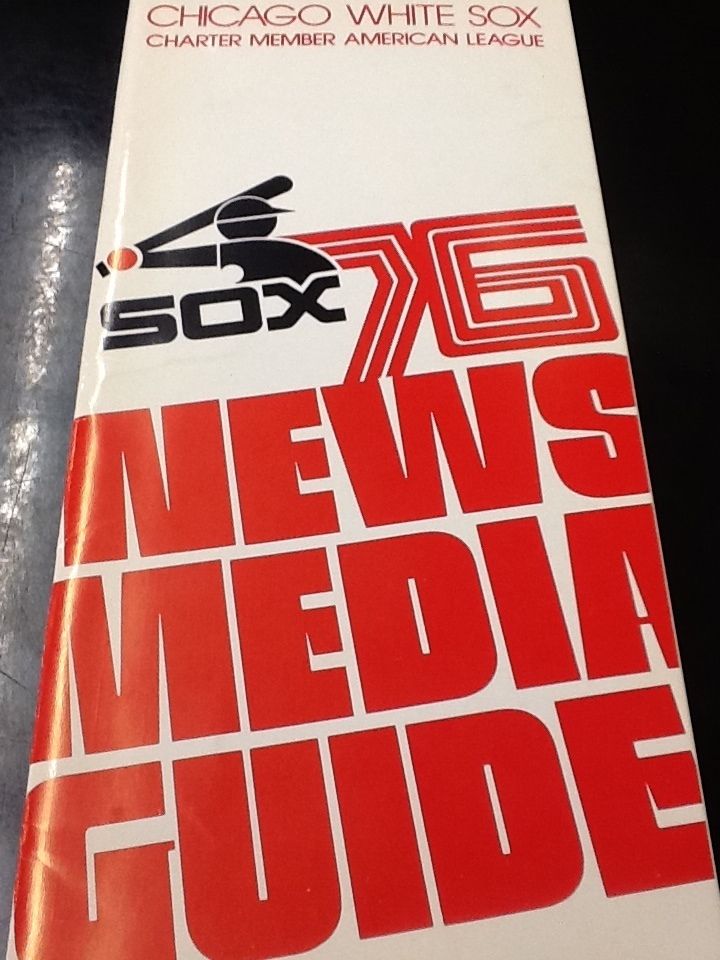 CHICAGO WHITE SOX
CHARTER MEMBER AMERICAN LEAGUE
SOX 76
NEWS
MEDIA
GUIDE